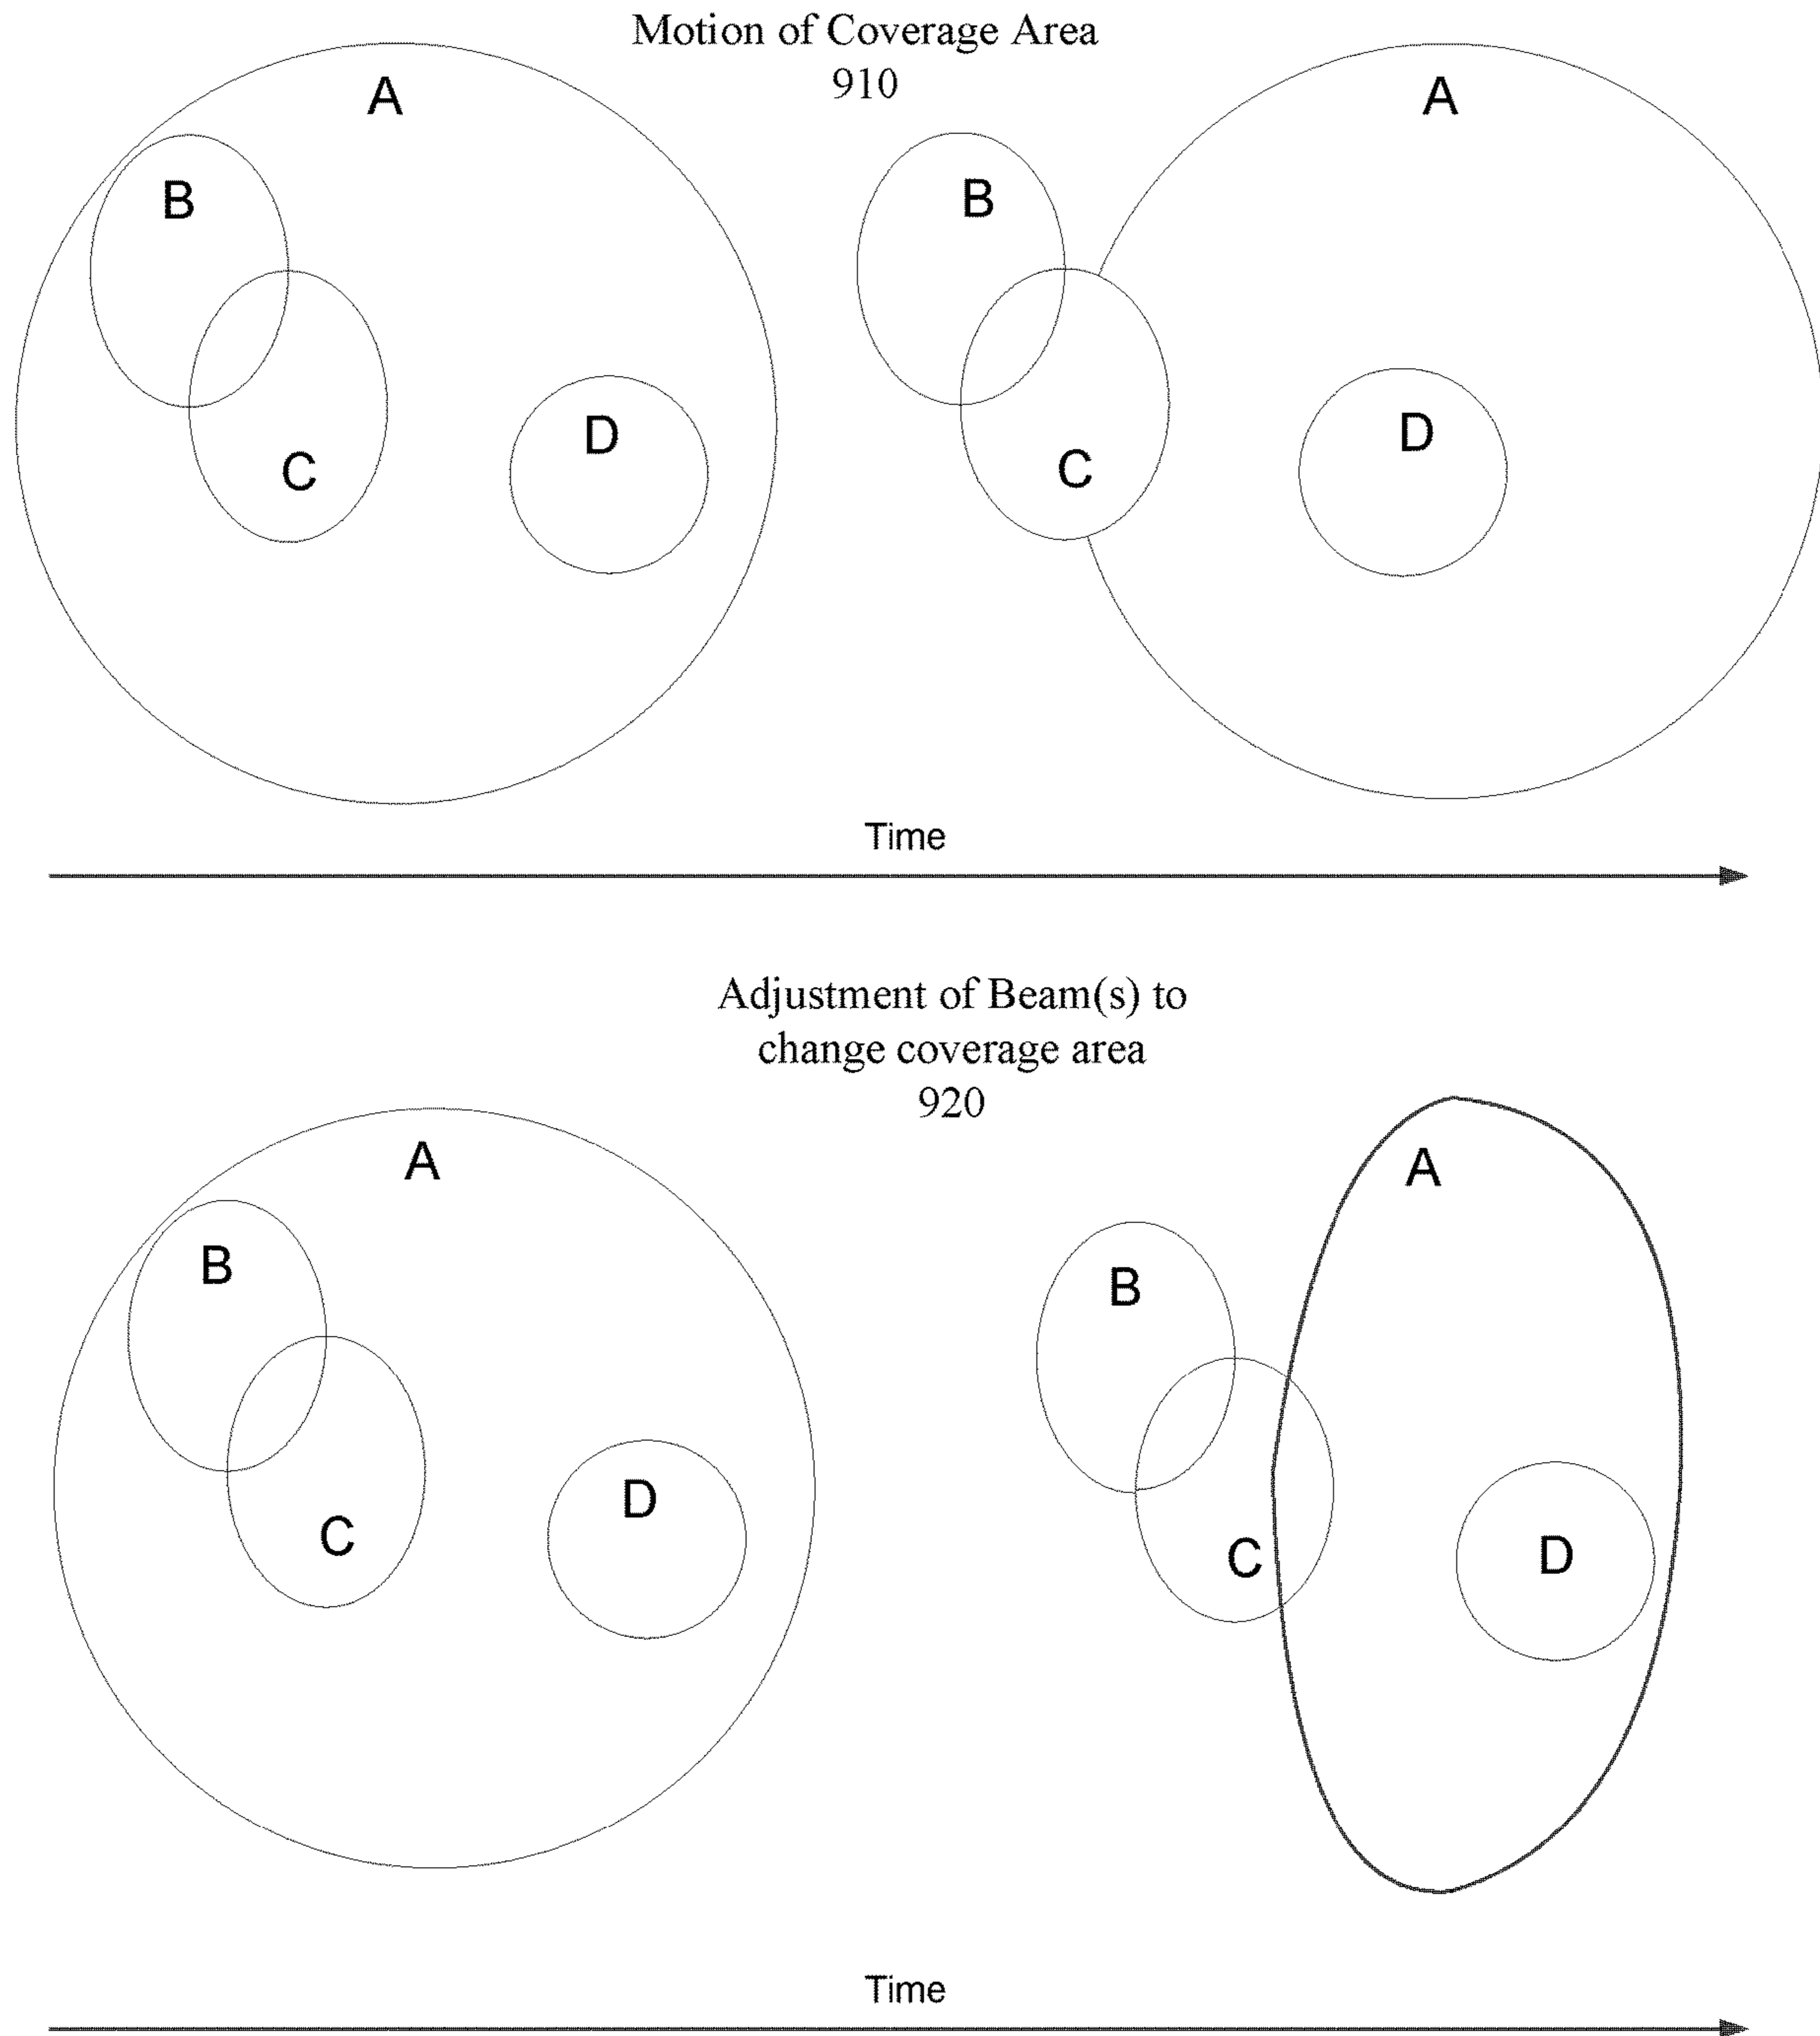 Motion of Coverage Area
910
A
A
B
B
C
C
D
D
Time
Adjustment of Beam(s) to
change coverage area
920
A
A
B
B
C
C
D
D
Time